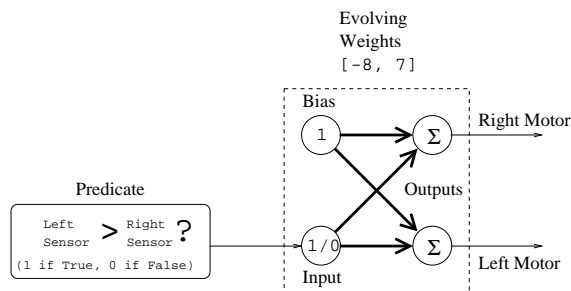 Evolving
Weights
[-8, 7]
Bias
1
Σ
Right Motor
Predicate
Outputs
Left
Sensor
>
Right
Sensor
?
(1 if True, 0 if False)
1/0
Σ
Input
Left Motor